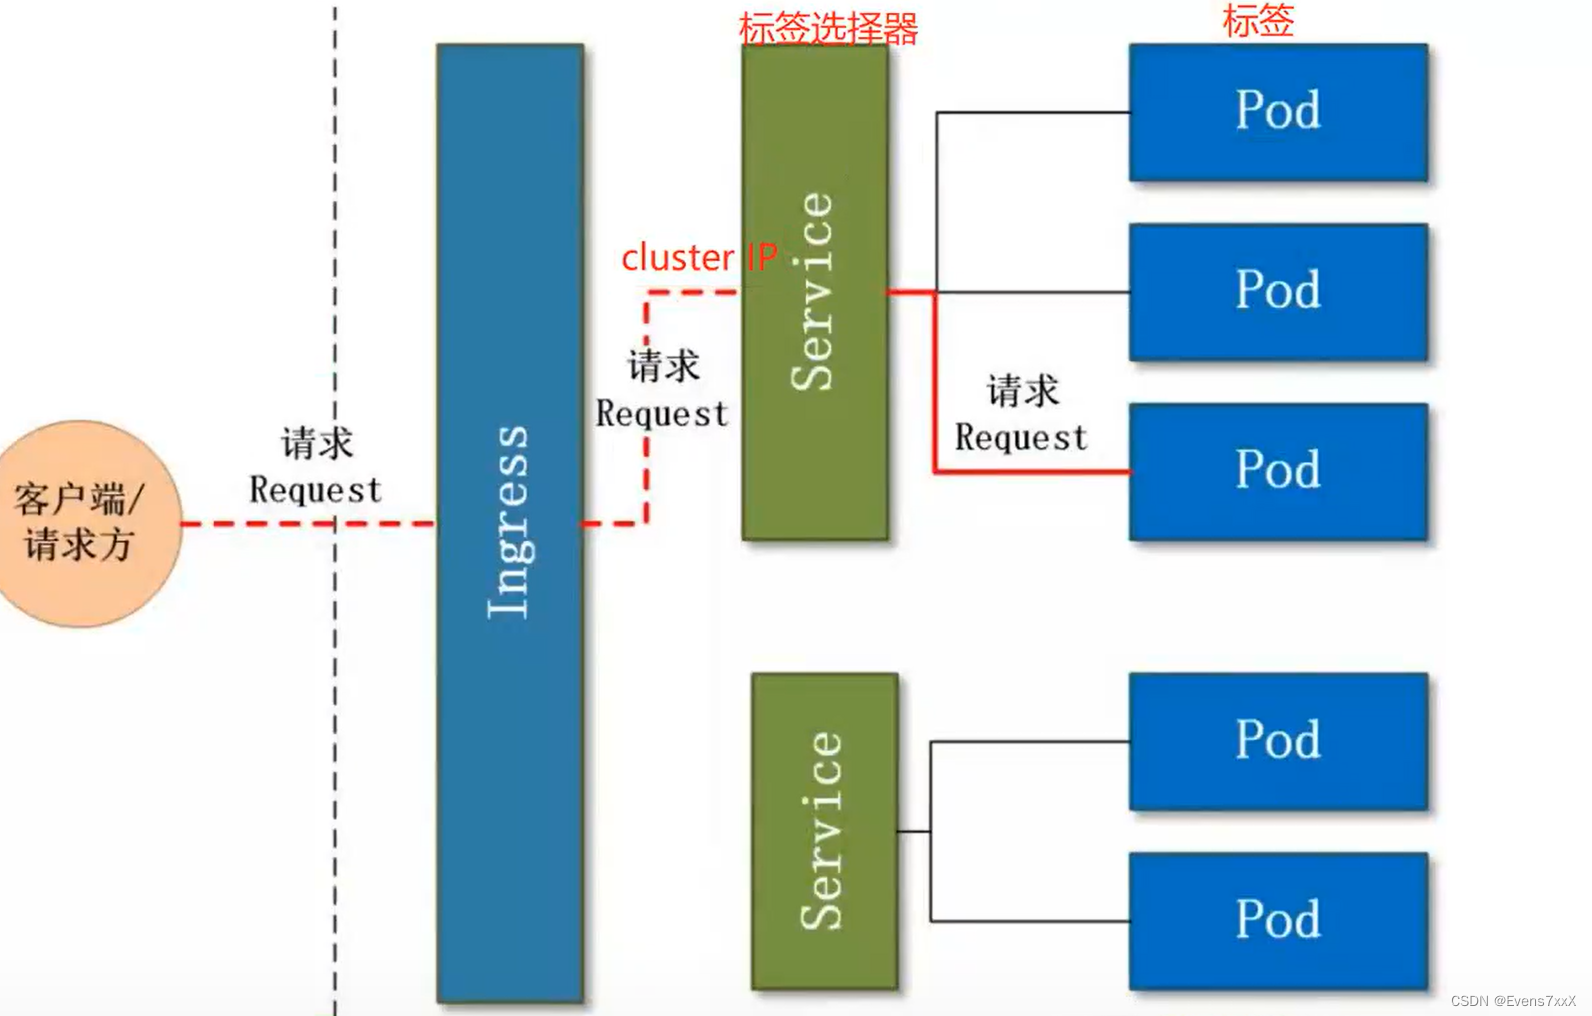 标签选择器
标签
Pod
Service
cluster IP
Pod
请求
Request
请求
Request
Pod
请求
Request
客户端/
请求方
Ingress
Service
Pod
Pod
CSDN @Evens7xxX